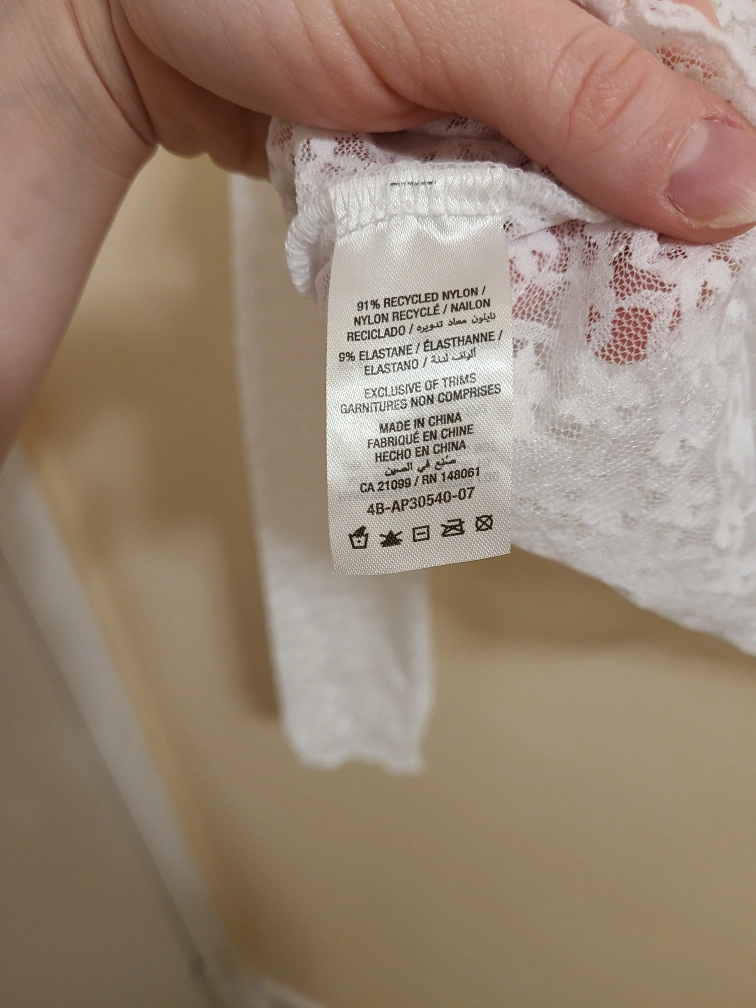 91% RECYCLED NYLON /
NYLON RECYCLÉ / NAILON
RECICLADO / نايلون معاد تدويره
9% ELASTANE / ÉLASTHANNE /
ELASTANO / ألياف لدنة
EXCLUSIVE OF TRIMS
GARNITURES NON COMPRISES
MADE IN CHINA
FABRIQUÉ EN CHINE
HECHO EN CHINA
صنع في الصين
CA 21099 / RN 148061
4B-AP30540-07